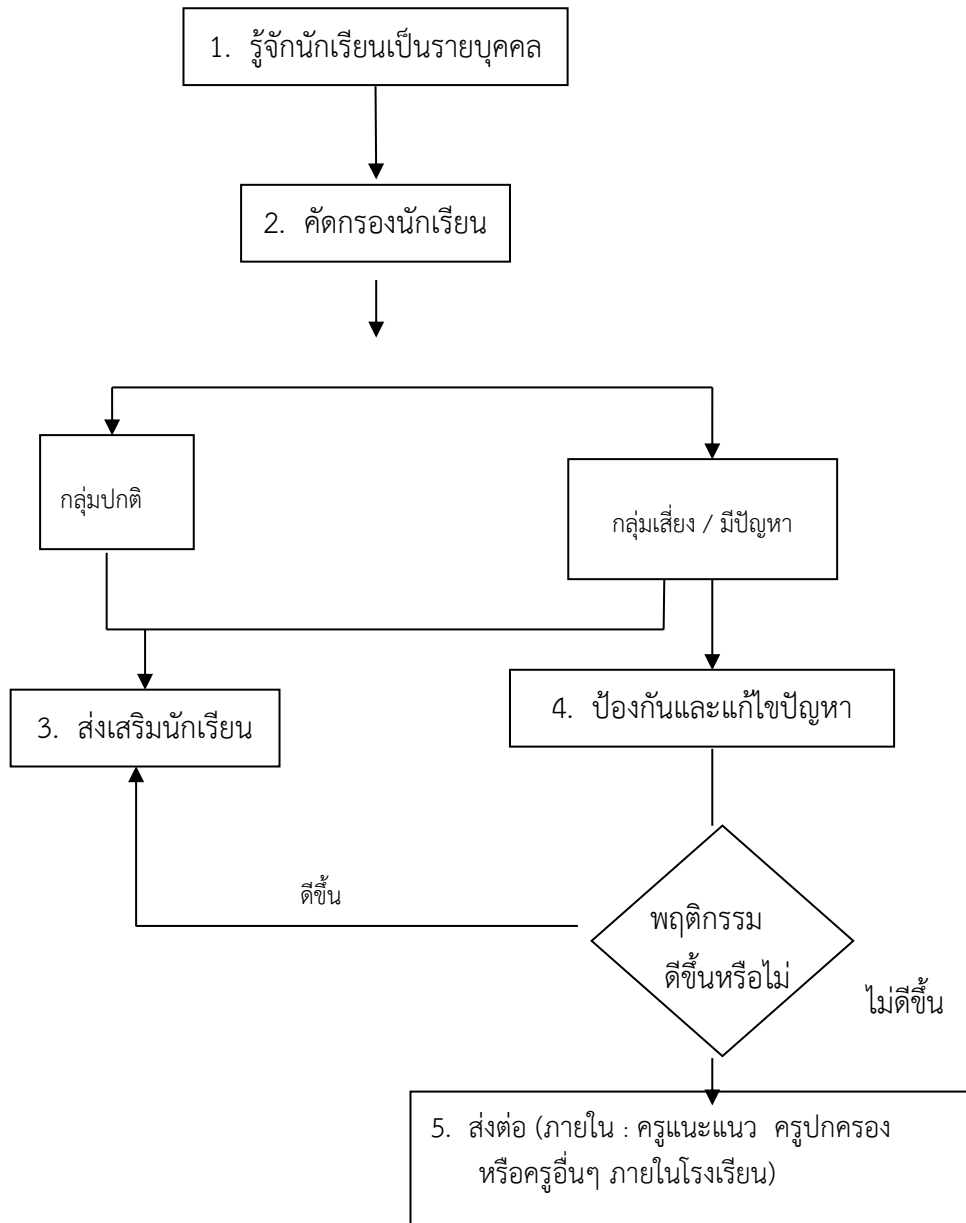 1. รู้จักนักเรียนเป็นรายบุคคล
2. คัดกรองนักเรียน
กลุ่มปกติ
กลุ่มเสี่ยง / มีปัญหา
3. ส่งเสริมนักเรียน
4. ป้องกันและแก้ไขปัญหา
ดีขึ้น
พฤติกรรม
ดีขึ้นหรือไม่
ไม่ดีขึ้น
5. ส่งต่อ (ภายใน : ครูแนะแนว ครูปกครอง
หรือครูอื่นๆ ภายในโรงเรียน)